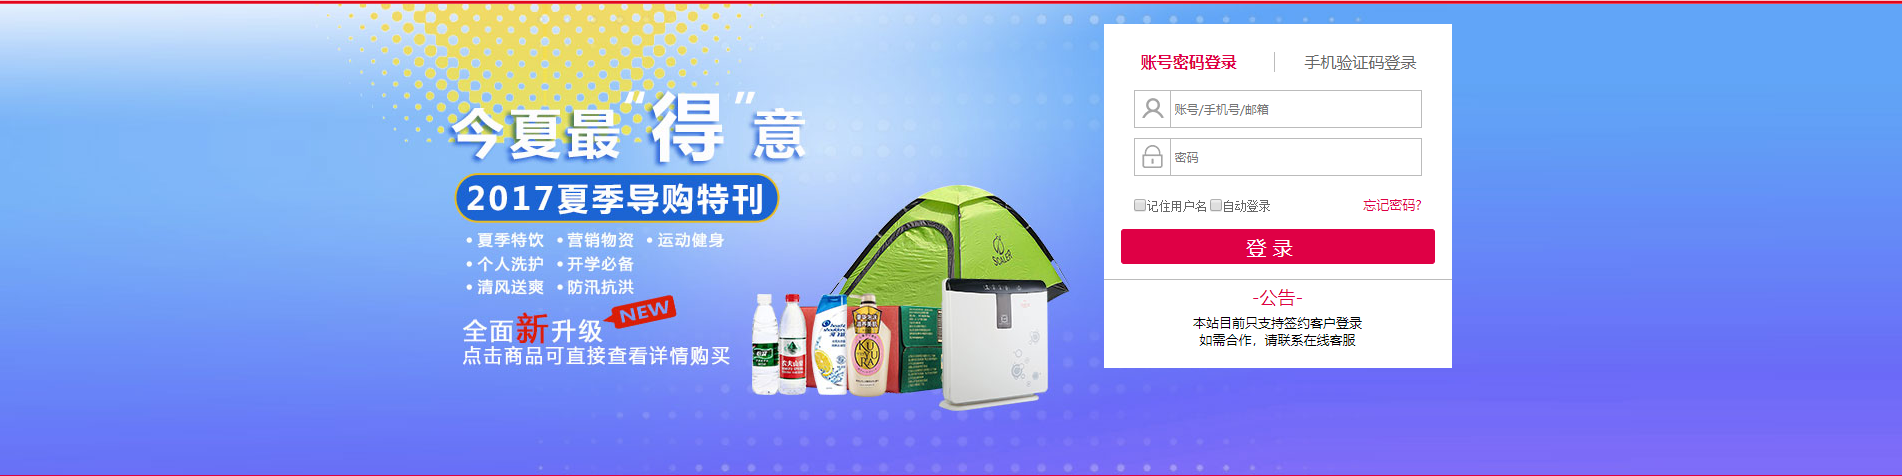 今夏最“得”意
2017夏季导购特刊
•夏季特饮 •营销物资 •运动健身
•个人洗护 •开学必备
•清风送爽 •防汛抗洪
NEW
全面新升级
点击商品可直接查看详情购买
SCALER
KU
YU
RA
账号密码登录
手机验证码登录
账号/手机号/邮箱
密码
记住用户名 自动登录
忘记密码?
登 录
-公告-
本站目前只支持签约客户登录
如需合作，请联系在线客服